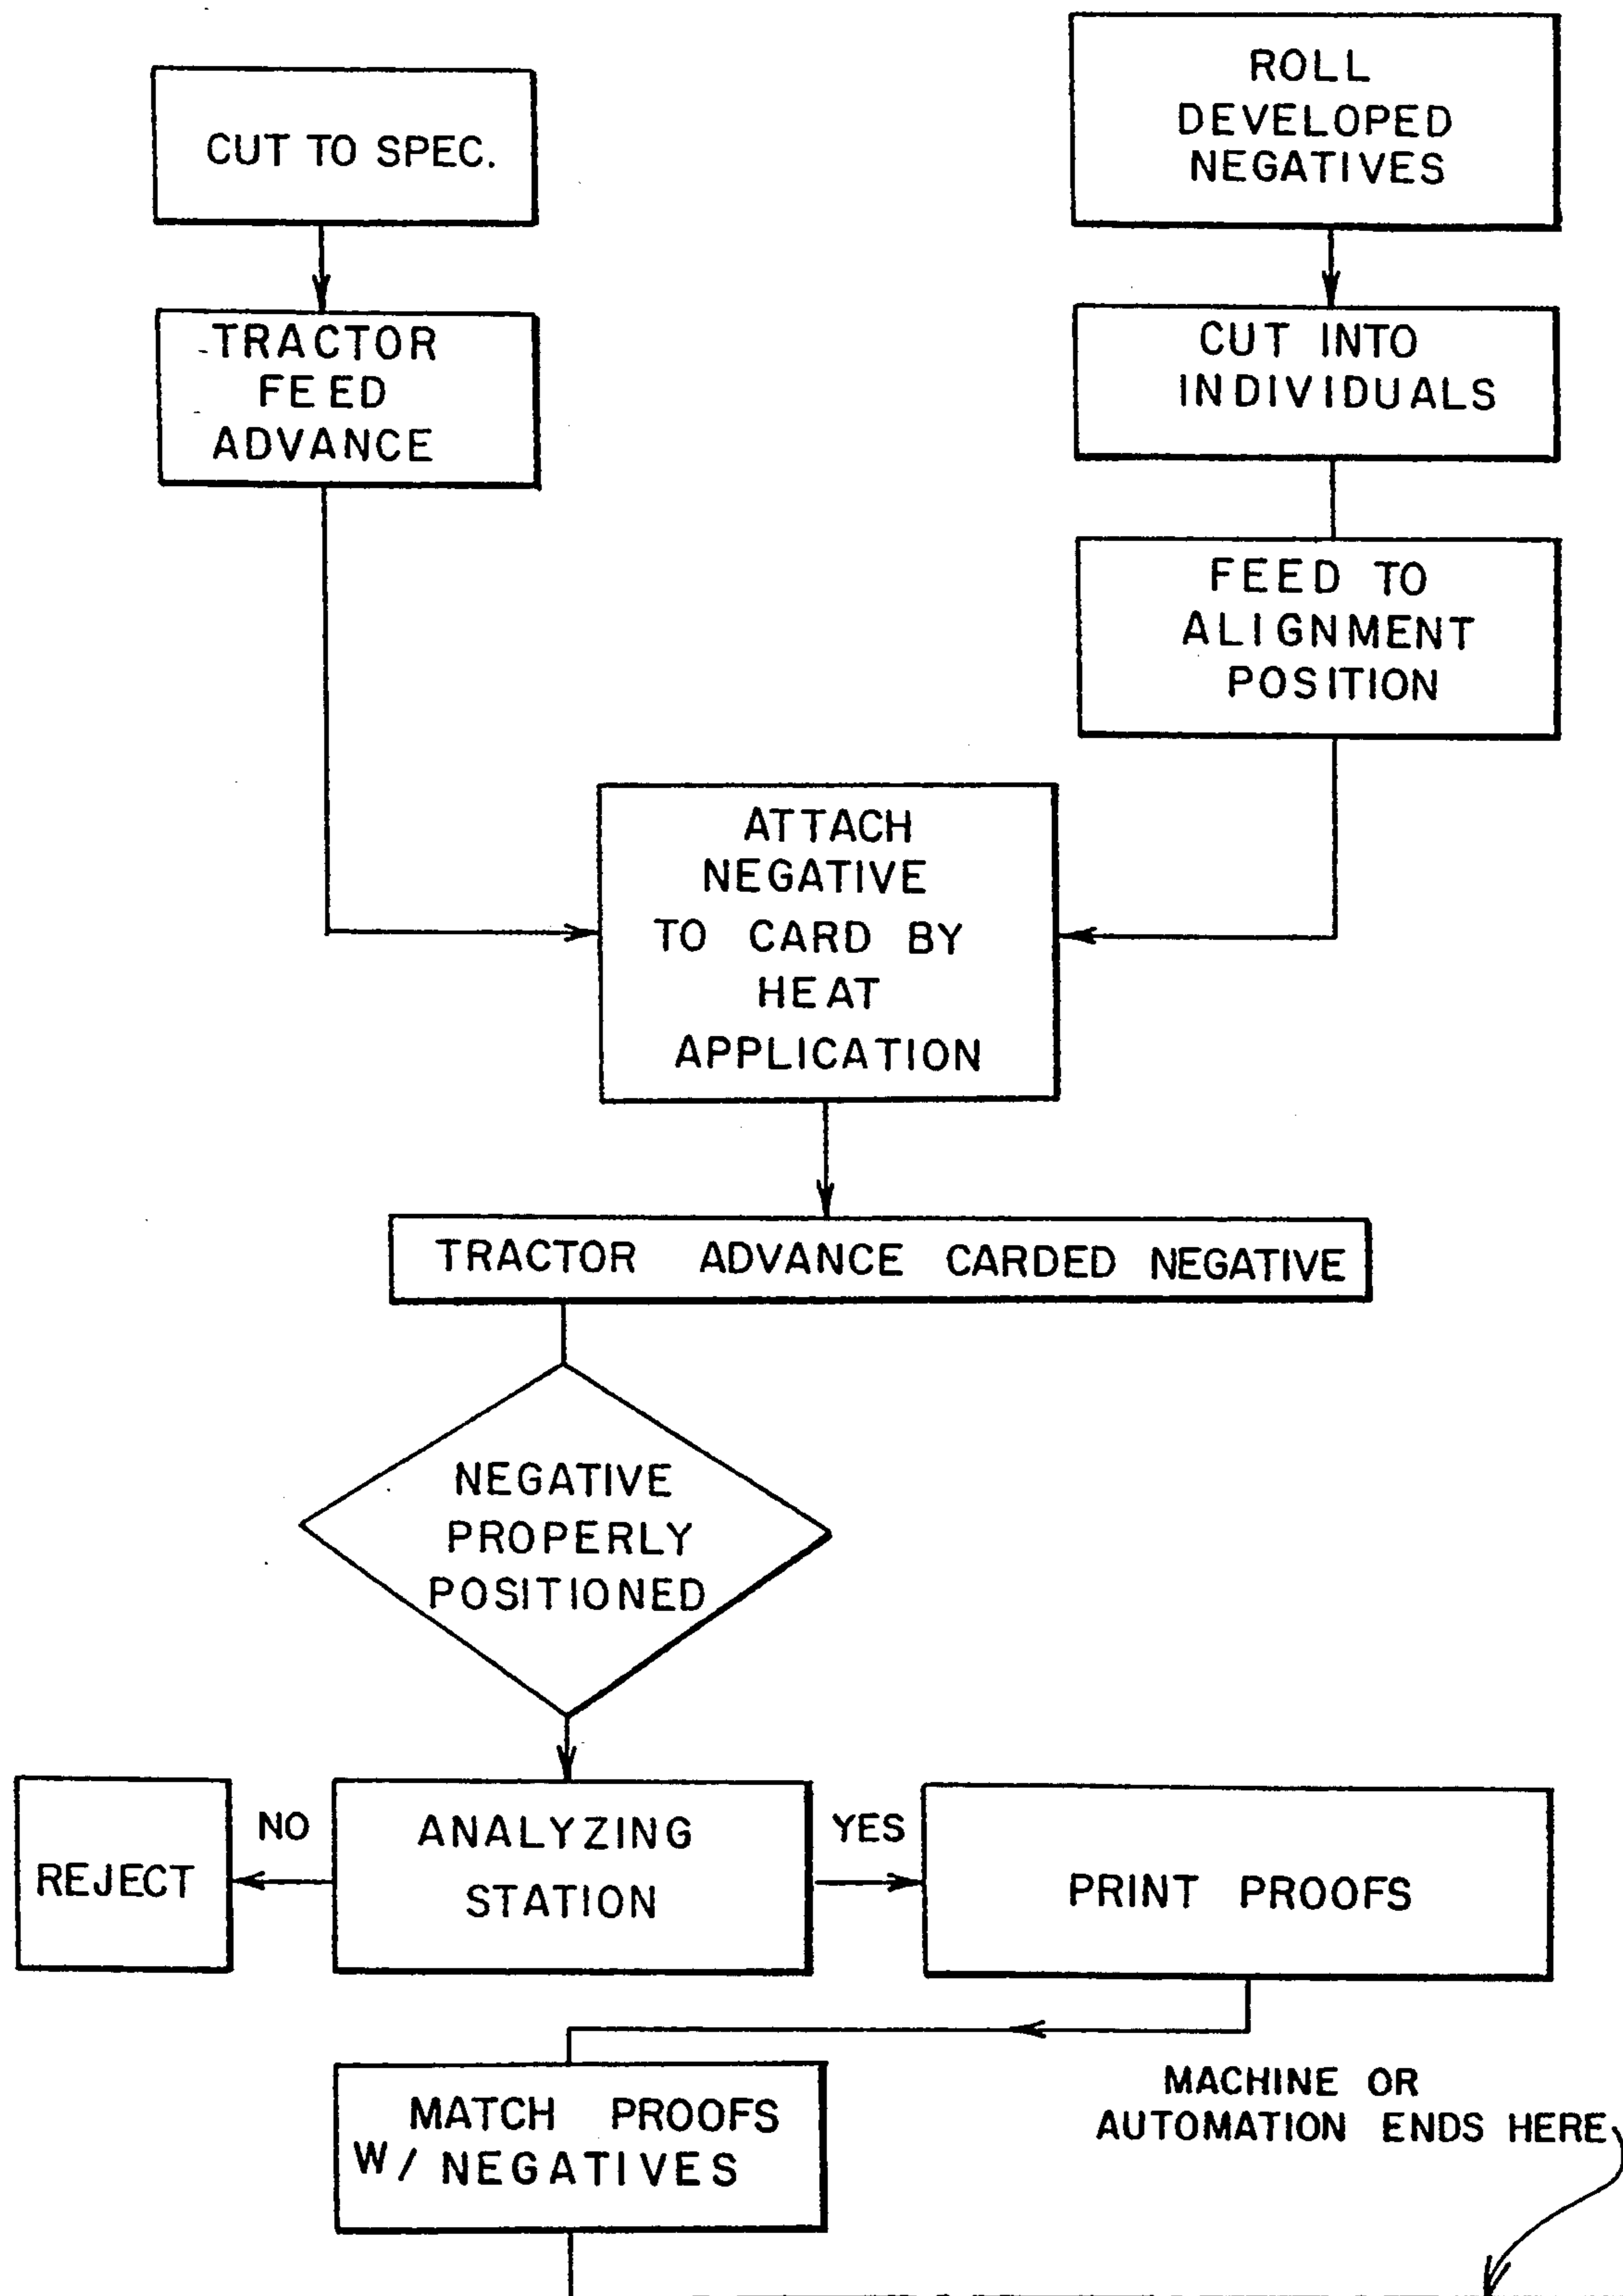 CUT TO SPEC.
ROLL
DEVELOPED
NEGATIVES
TRACTOR
FEED
ADVANCE
CUT INTO
INDIVIDUALS
FEED TO
ALIGNMENT
POSITION
ATTACH
NEGATIVE
TO CARD BY
HEAT
APPLICATION
TRACTOR ADVANCE CARDED NEGATIVE
NEGATIVE
PROPERLY
POSITIONED
REJECT
NO
ANALYZING
STATION
YES
PRINT PROOFS
MATCH PROOFS
W/ NEGATIVES
MACHINE OR
AUTOMATION ENDS HERE